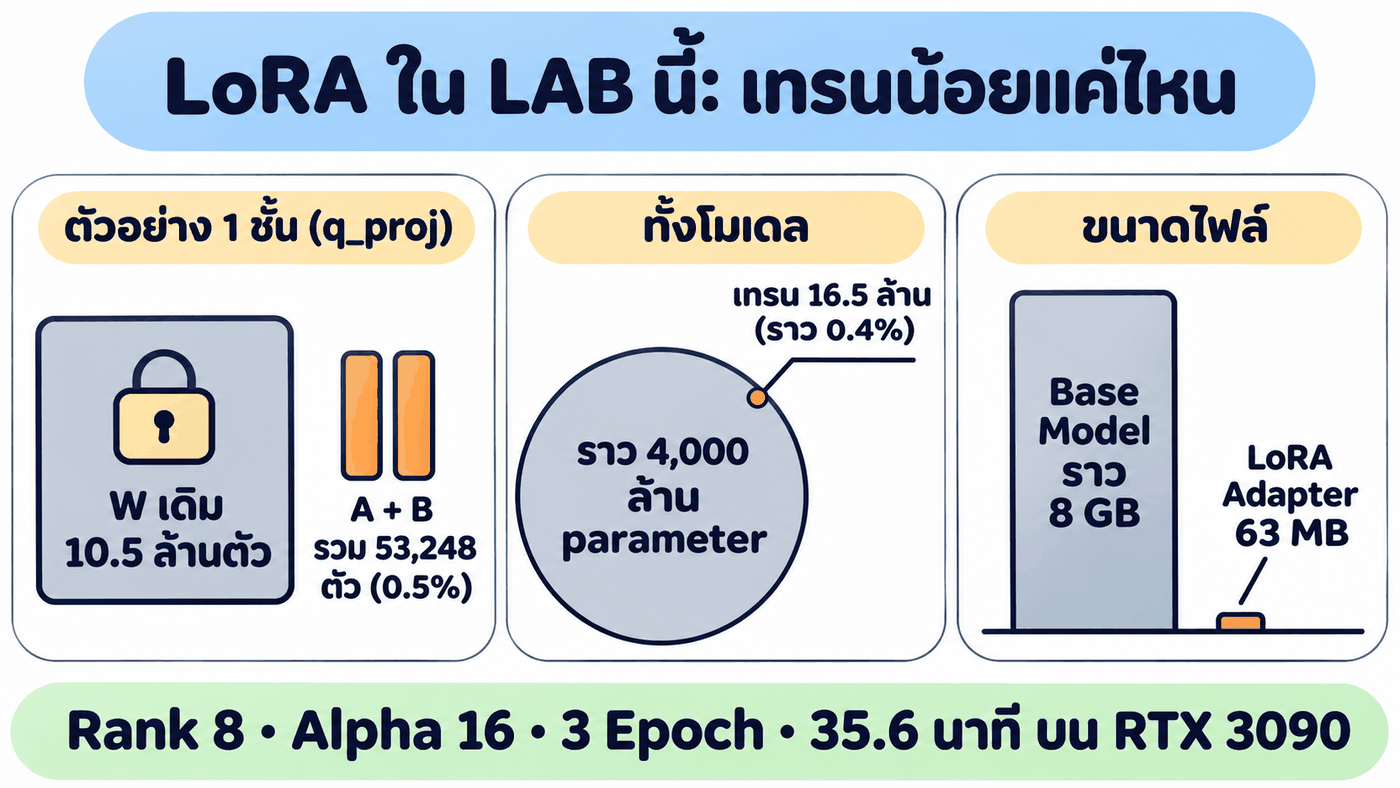 LoRA ใน LAB นี้: เทรนน้อยแค่ไหน
ตัวอย่าง 1 ชั้น (q_proj)
W เดิม
10.5 ล้านตัว
A + B
รวม 53,248
ตัว (0.5%)
ทั้งโมเดล
เทรน 16.5 ล้าน
(ราว 0.4%)
ราว 4,000
ล้าน
parameter
ขนาดไฟล์
Base
Model
ราว
8 GB
LoRA
Adapter
63 MB
Rank 8 • Alpha 16 • 3 Epoch • 35.6 นาที บน RTX 3090